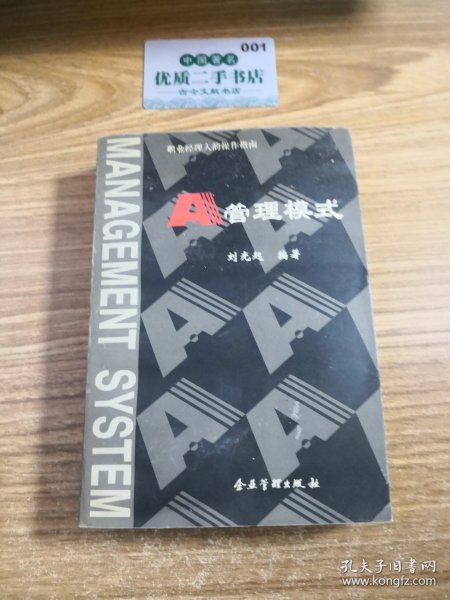 001
中国著名
优质二手书店
古今文献书店
职业经理人的操作指南
A管理模式
刘光起 编著
MANAGEMENT SYSTEM
企业管理出版社
孔夫子旧书网
www.kongfz.com